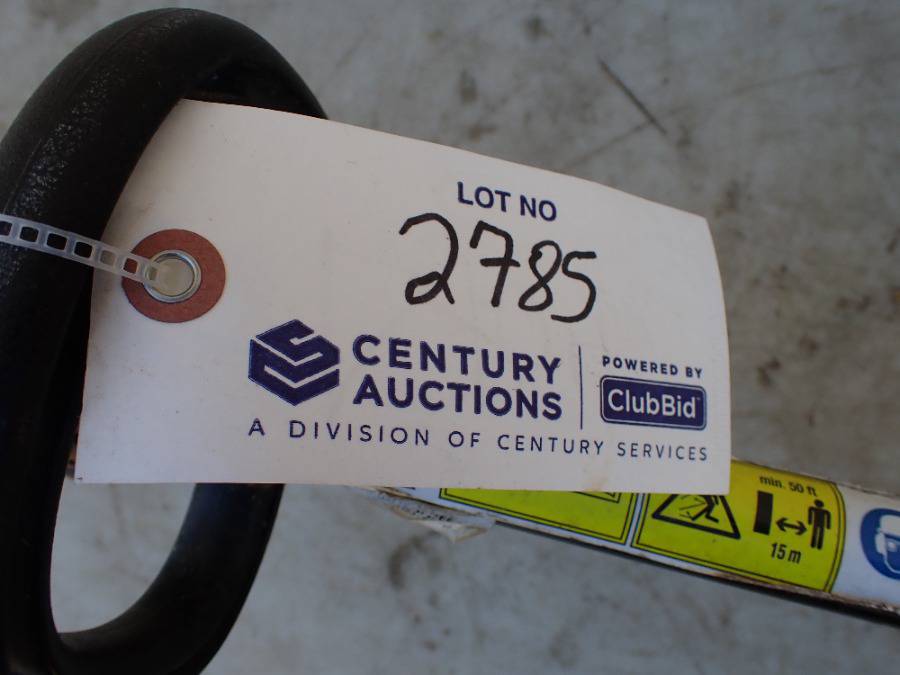 LOT NO
2785
CENTURY
AUCTIONS
POWERED BY
ClubBid
A DIVISION OF CENTURY SERVICES
min. 50 ft
15 m